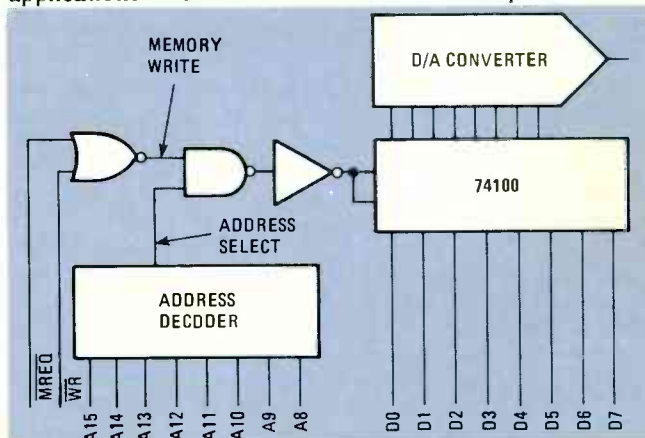 MEMORY
WRITE
D/A CONVERTER
74100
ADDRESS
SELECT
ADDRESS
DECDDER
MREQ
WR
A15
A14
A13
A12
A11
A10
A9
A8
D0
D1
D2
D3
D4
D5
D6
D7